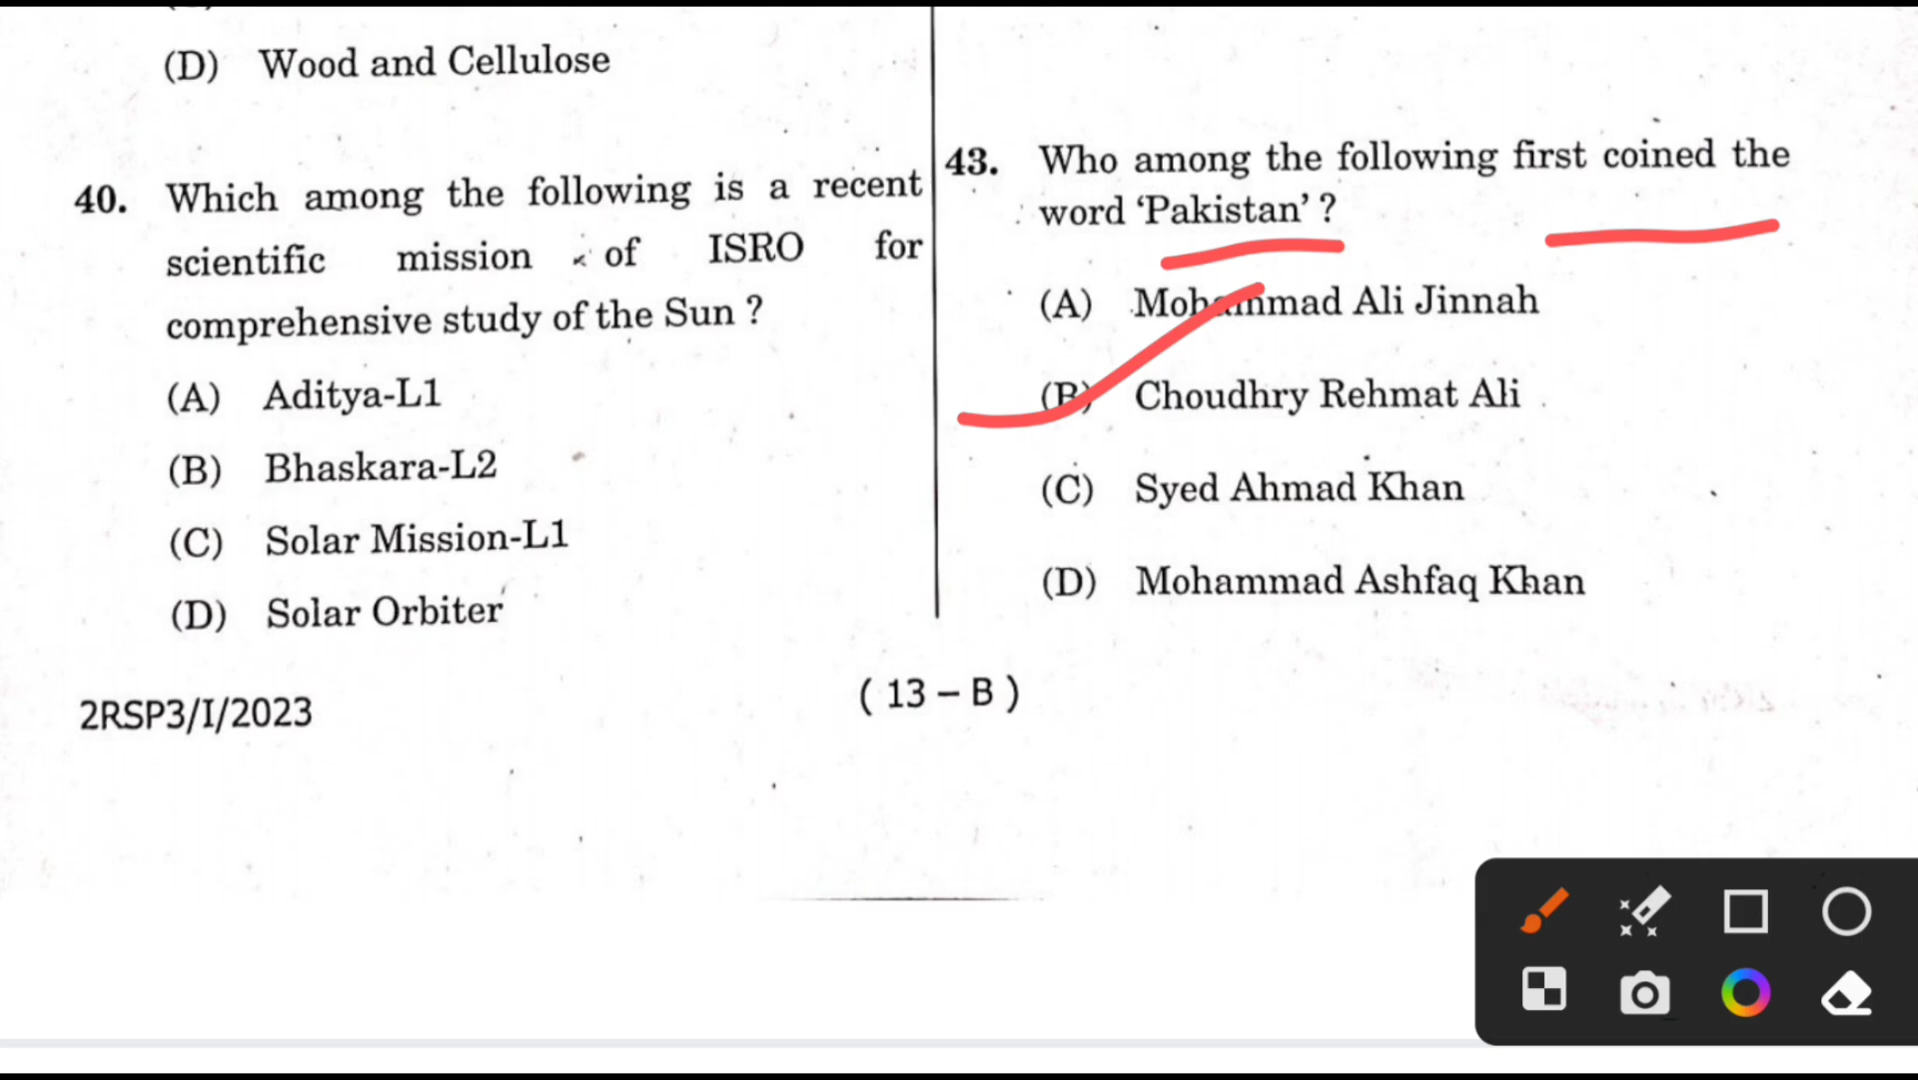 (D) Wood and Cellulose
40. Which among the following is a recent
scientific mission of ISRO for
comprehensive study of the Sun ?
(A) Aditya-L1
(B) Bhaskara-L2
(C) Solar Mission-L1
(D) Solar Orbiter
2RSP3/I/2023
43. Who among the following first coined the
word ‘Pakistan’ ?
(A) Mohammad Ali Jinnah
(B) Choudhry Rehmat Ali
(C) Syed Ahmad Khan
(D) Mohammad Ashfaq Khan
( 13 – B )